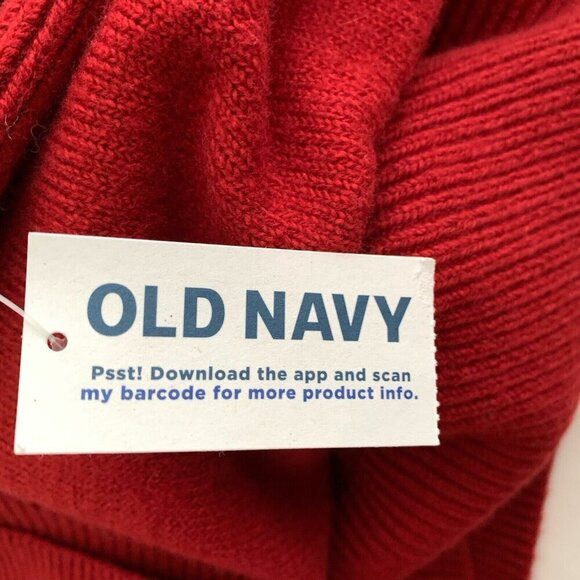 OLD NAVY
Psst! Download the app and scan
my barcode for more product info.